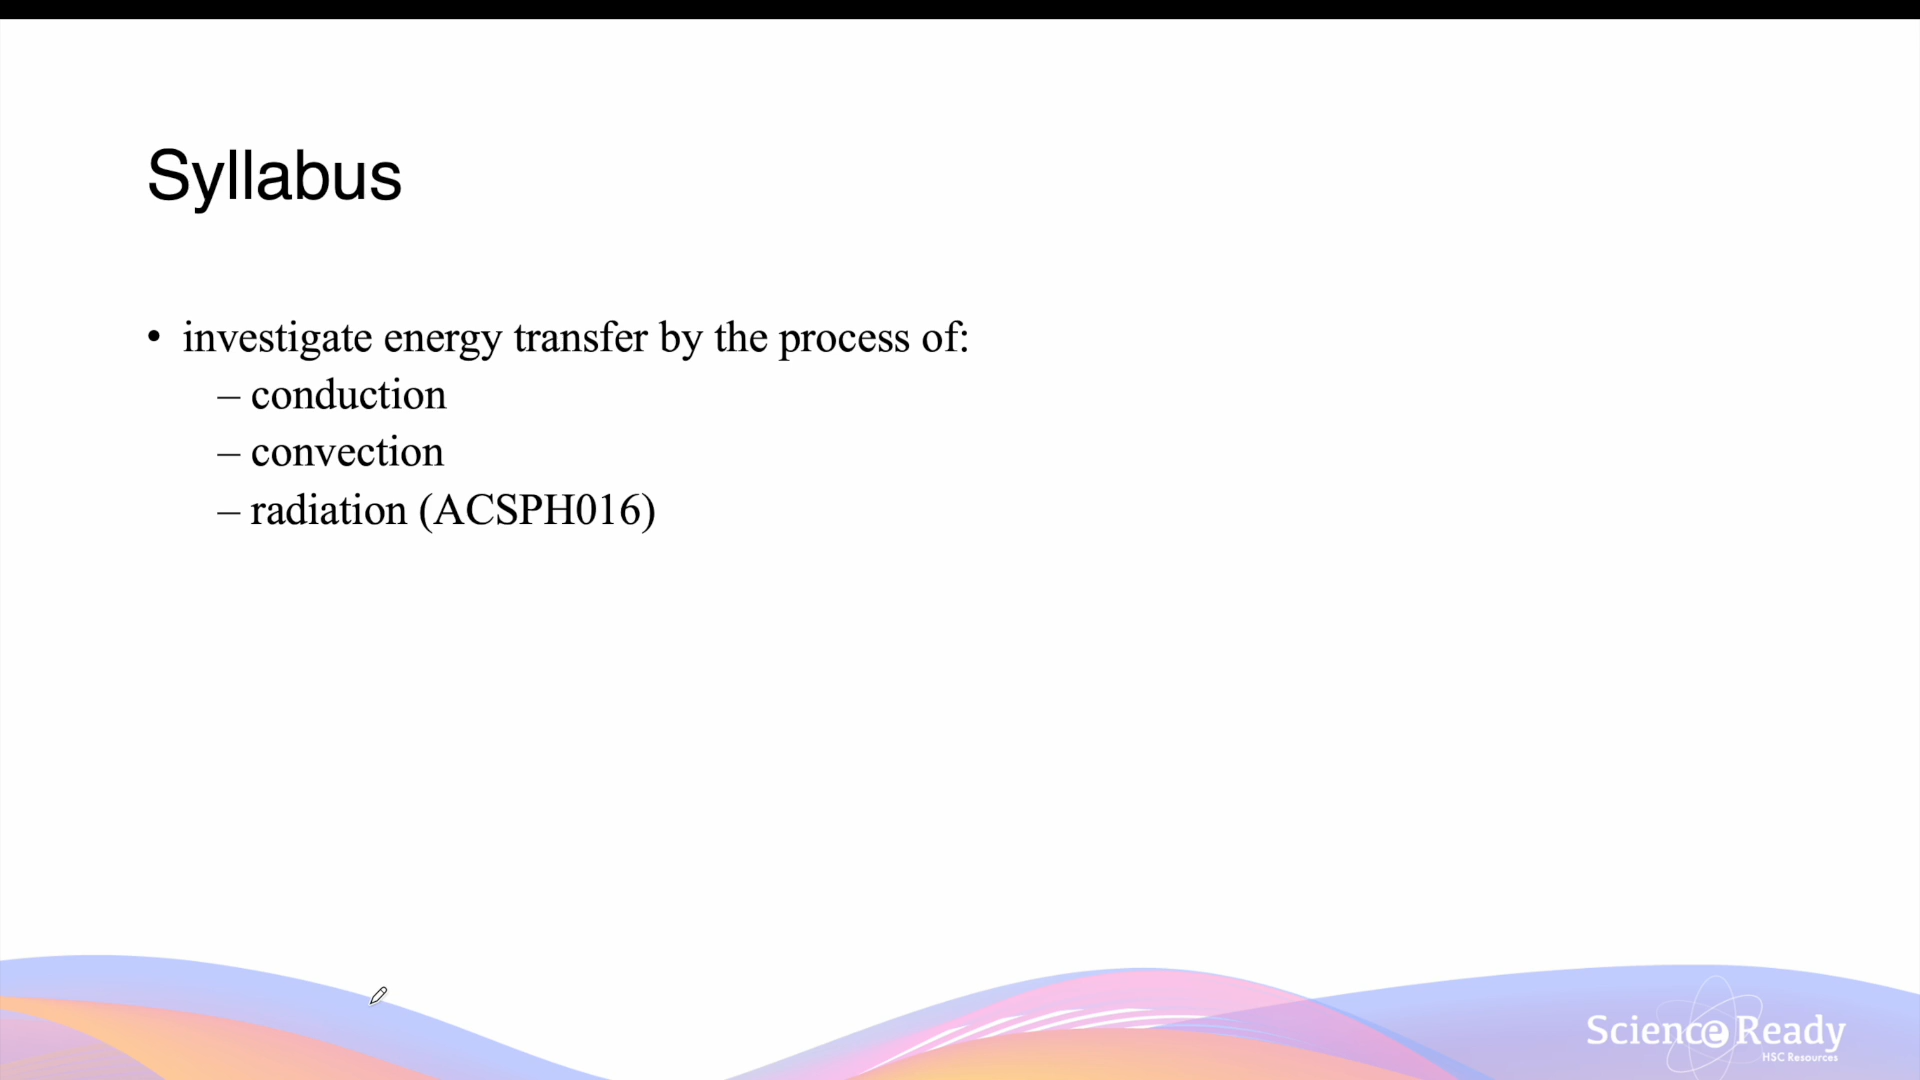 Syllabus
• investigate energy transfer by the process of:
– conduction
– convection
– radiation (ACSPH016)
Science Ready
HSC Resources